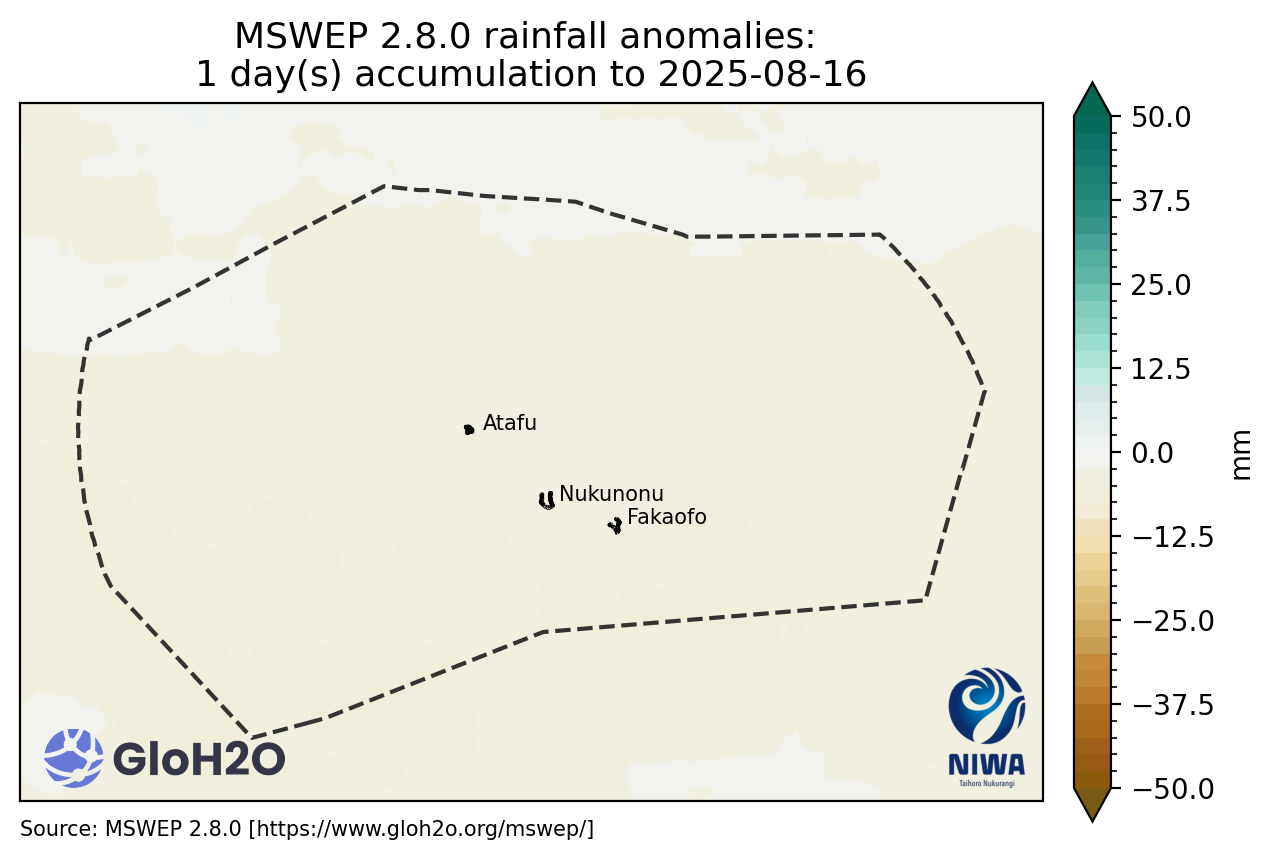 MSWEP 2.8.0 rainfall anomalies:
1 day(s) accumulation to 2025-08-16
50.0
37.5
25.0
12.5
0.0
−12.5
−25.0
−37.5
−50.0
mm
Atafu
Nukunonu
Fakaofo
GloH2O
NIWA
Taihoro Nukurangi
Source: MSWEP 2.8.0 [https://www.gloh2o.org/mswep/]